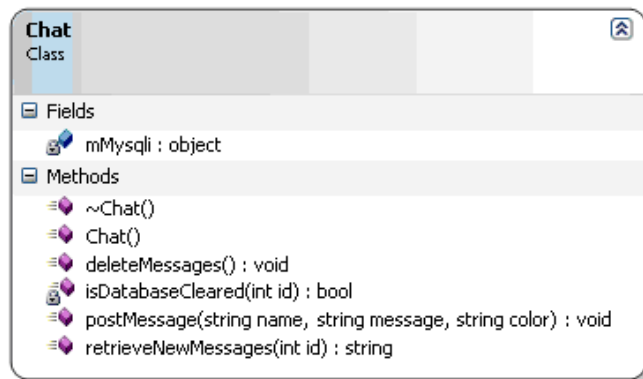 Chat
Class
Fields
mMysqli : object
Methods
~Chat()
Chat()
deleteMessages() : void
isDatabaseCleared(int id) : bool
postMessage(string name, string message, string color) : void
retrieveNewMessages(int id) : string